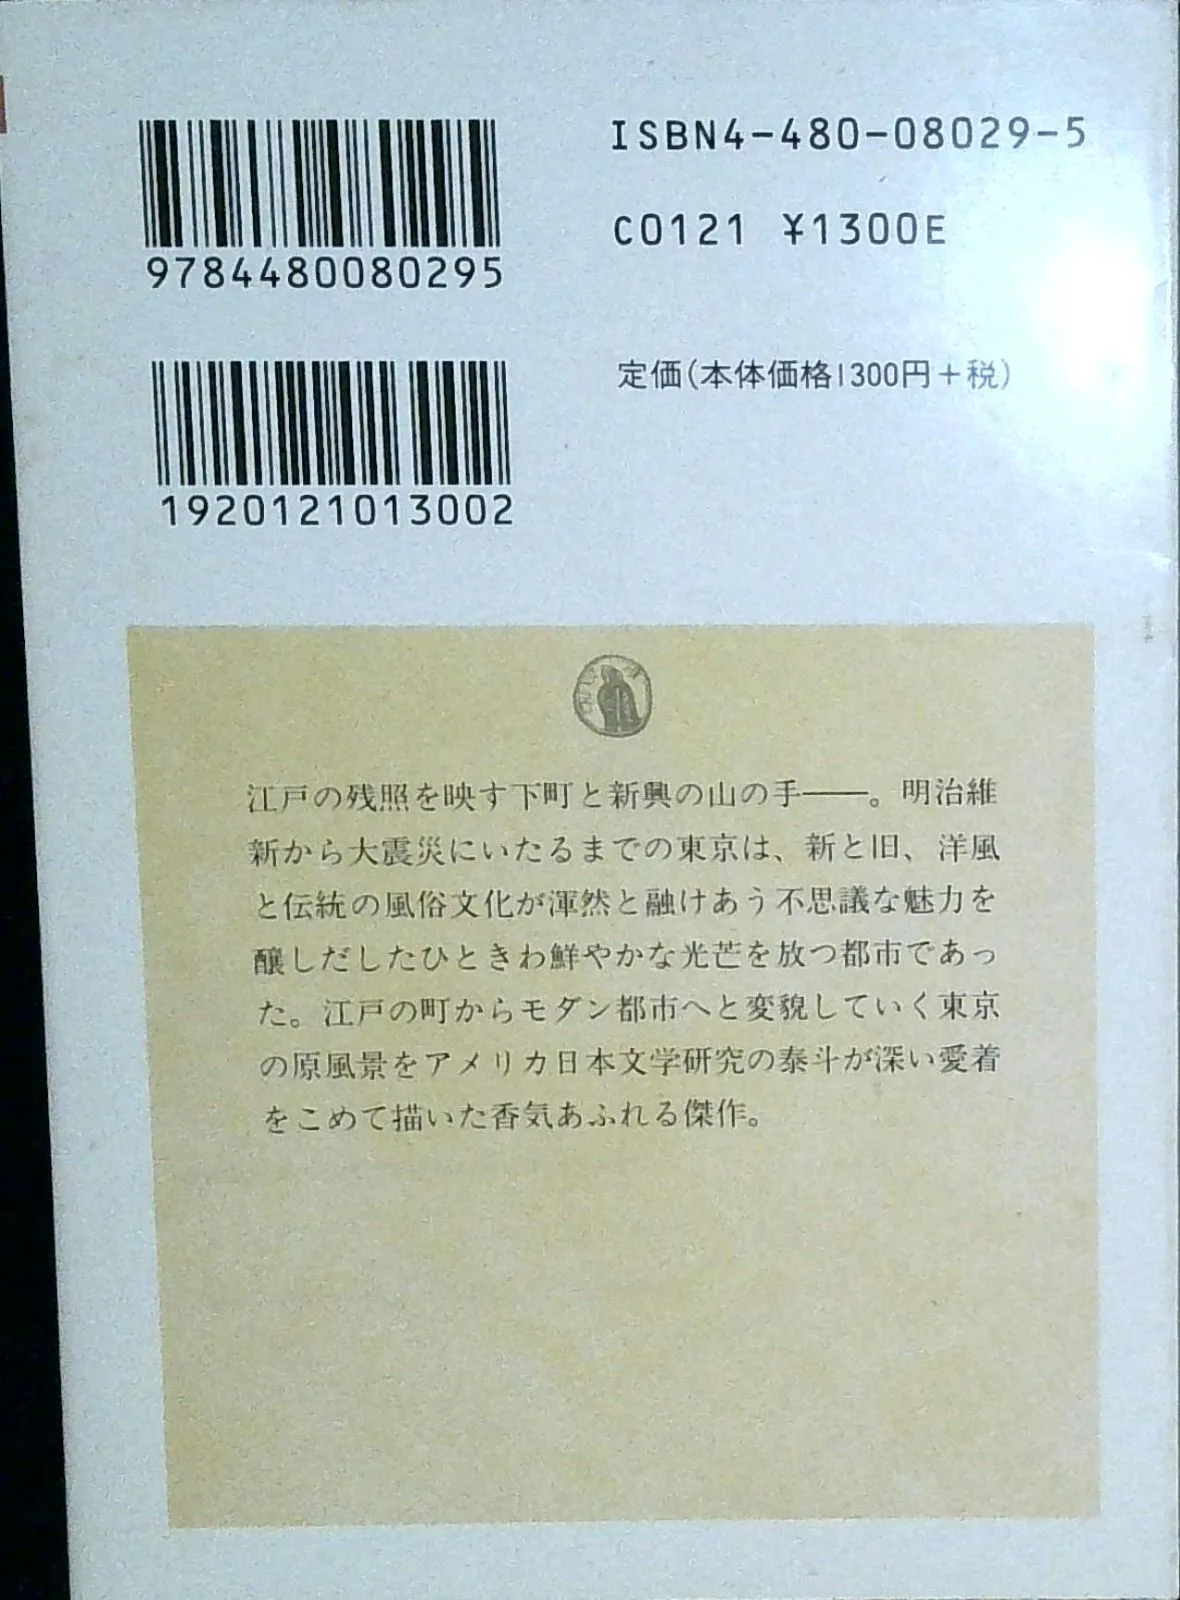 ISBN4-480-08029-5
C0121 ¥1300E
9784480080295
定価(本体価格1300円+税)
1920121013002
江戸の残照を映す下町と新興の山の手――。明治維
新から大震災にいたるまでの東京は、新と旧、洋風
と伝統の風俗文化が渾然と融けあう不思議な魅力を
醸しだしたひときわ鮮やかな光芒を放つ都市であっ
た。江戸の町からモダン都市へと変貌していく東京
の原風景をアメリカ日本文学研究の泰斗が深い愛着
をこめて描いた香気あふれる傑作。